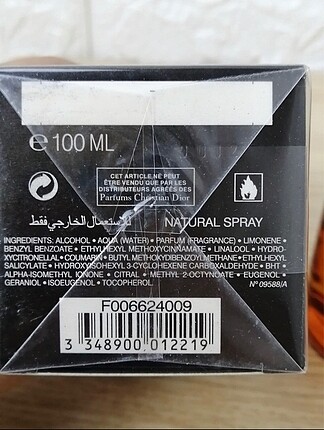 e 100 ML
CET ARTICLE NE PEUT
ÊTRE VENDU QUE PAR LES
DISTRIBUTEURS AGRÉÉS DES
Parfums Christian Dior
للاستعمال الخارجي فقط
NATURAL SPRAY
INGREDIENTS: ALCOHOL • AQUA (WATER) • PARFUM (FRAGRANCE) • LIMONENE •
BENZYL BENZOATE • ETHYLHEXYL METHOXYCINNAMATE • LINALOOL • HYDRO-
XYCITRONELLAL • COUMARIN • BUTYL METHOXYDIBENZOYLMETHANE • ETHYLHEXYL
SALICYLATE • HYDROXYISOHEXYL 3-CYCLOHEXENE CARBOXALDEHYDE • BHT •
ALPHA-ISOMETHYL IONONE • CITRAL • METHYL 2-OCTYNOATE • EUGENOL •
GERANIOL • ISOEUGENOL • TOCOPHEROL
N° 09588/A
F006624009
3 348900 012219